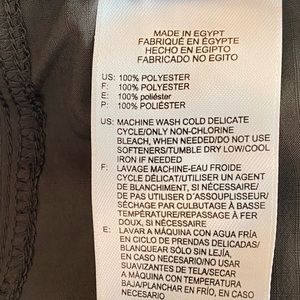 MADE IN EGYPT
FABRIQUÉ EN ÉGYPTE
HECHO EN EGIPTO
FABRICADO NO EGITO
US: 100% POLYESTER
F: 100% POLYESTER
E: 100% poliéster
P: 100% POLIÉSTER
US: MACHINE WASH COLD DELICATE
CYCLE/ONLY NON-CHLORINE
BLEACH, WHEN NEEDED/DO NOT USE
SOFTENERS/TUMBLE DRY LOW/COOL
IRON IF NEEDED
F: LAVAGE MACHINE-EAU FROIDE
CYCLE DÉLICAT/UTILISER UN AGENT
DE BLANCHIMENT, SI NÉCESSAIRE/
DE PAS UTILISER D'ASSOUPLISSEUR/
SÉCHAGE PAR CULBUTAGE À BASSE
TEMPÉRATURE/REPASSAGE À FER
DOUX, SI NÉCESSAIRE
E: LAVAR A MÁQUINA CON AGUA FRÍA
EN CICLO DE PRENDAS DELICADAS/
BLANQUEAR SÓLO SIN LEJÍA,
EN CASO NECESARIO/NO USAR
SUAVIZANTES DE TELA/SECAR
A MÁQUINA CON TEMPERATURA
BAJA/PLANCHAR EN FRÍO, EN CASO
NECESARIO